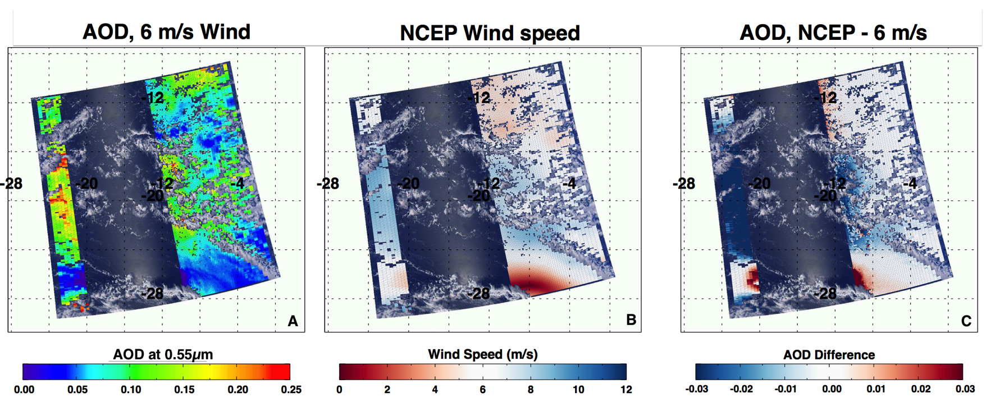 AOD, 6 m/s Wind
NCEP Wind speed
AOD, NCEP - 6 m/s
-12
-28
-20
-12
-4
-20
-28
A
-12
-28
-20
-12
-4
-20
-28
B
-12
-28
-20
-12
-4
-20
-28
C
AOD at 0.55μm
0.00 0.05 0.10 0.15 0.20 0.25
Wind Speed (m/s)
0 2 4 6 8 10 12
AOD Difference
-0.03 -0.02 -0.01 0.00 0.01 0.02 0.03